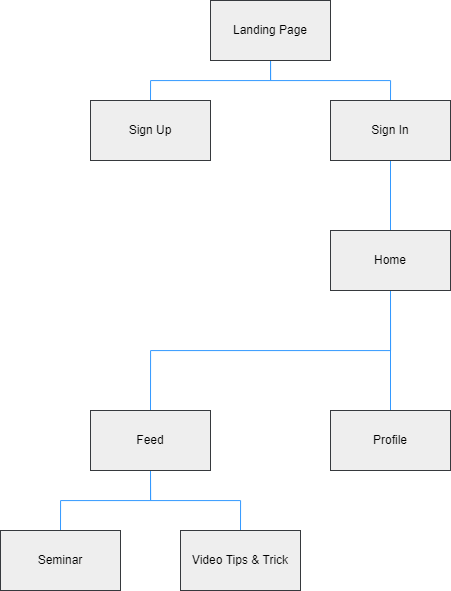 Landing Page
Sign Up
Sign In
Home
Feed
Profile
Seminar
Video Tips & Trick